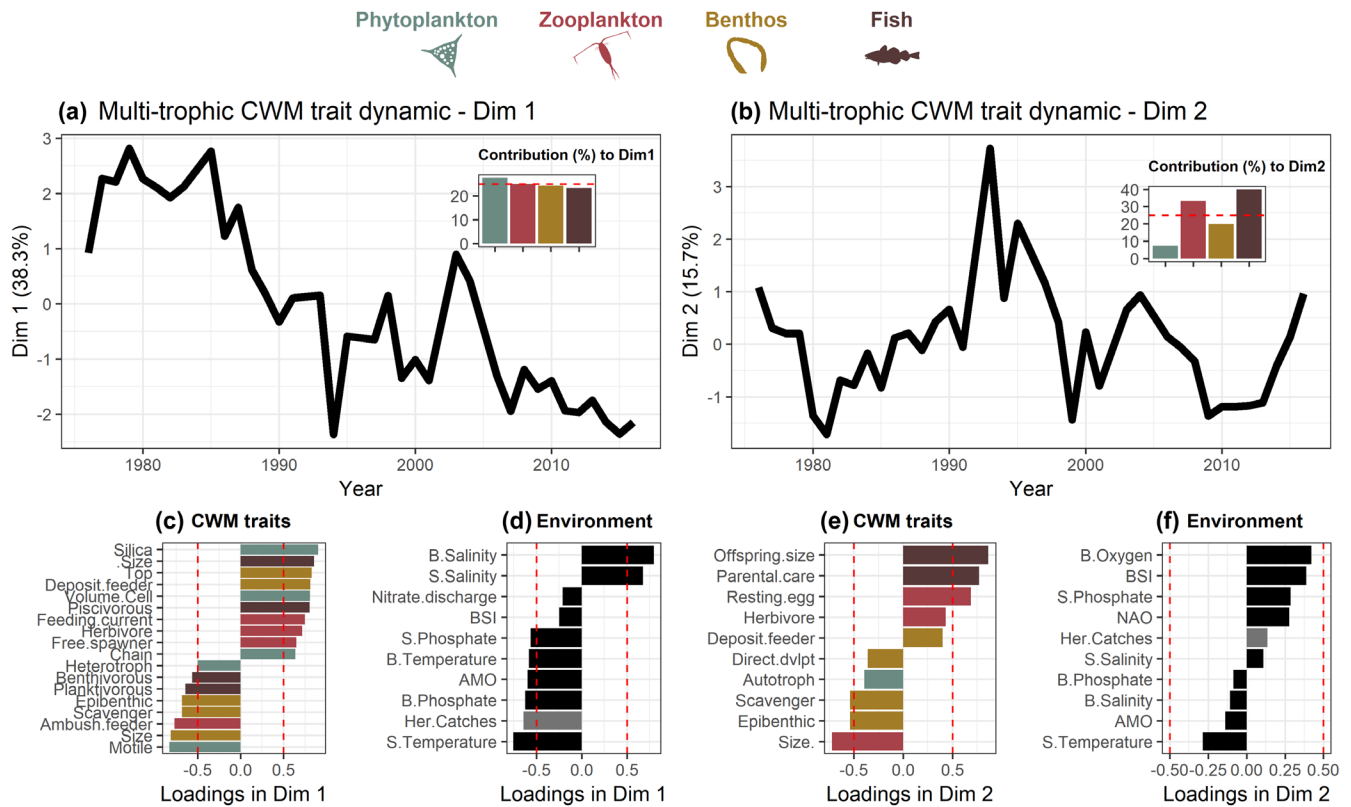 Phytoplankton Zooplankton Benthos Fish
(a) Multi-trophic CWM trait dynamic - Dim 1
Contribution (%) to Dim1
20
10
0
3
2
1
0
-1
-2
Dim 1 (38.3%)
1980 1990 2000 2010
Year
(b) Multi-trophic CWM trait dynamic - Dim 2
Contribution (%) to Dim2
40
30
20
10
0
3
2
1
0
-1
Dim 2 (15.7%)
1980 1990 2000 2010
Year
(c) CWM traits
Silica
.Size
Top
Deposit.feeder
Volume.Cell
Piscivorous
Feeding.current
Herbivore
Free.spawner
Chain
Heterotroph
Benthivorous
Planktivorous
Epibenthic
Scavenger
Ambush.feeder
Size
Motile
-0.5 0.0 0.5
Loadings in Dim 1
(d) Environment
B.Salinity
S.Salinity
Nitrate.discharge
BSI
S.Phosphate
B.Temperature
AMO
B.Phosphate
Her.Catches
S.Temperature
-0.5 0.0 0.5
Loadings in Dim 1
(e) CWM traits
Offspring.size
Parental.care
Resting.egg
Herbivore
Deposit.feeder
Direct.dvlpt
Autotroph
Scavenger
Epibenthic
Size.
-0.5 0.0 0.5
Loadings in Dim 2
(f) Environment
B.Oxygen
BSI
S.Phosphate
NAO
Her.Catches
S.Salinity
B.Phosphate
B.Salinity
AMO
S.Temperature
-0.50 -0.25 0.00 0.25 0.50
Loadings in Dim 2